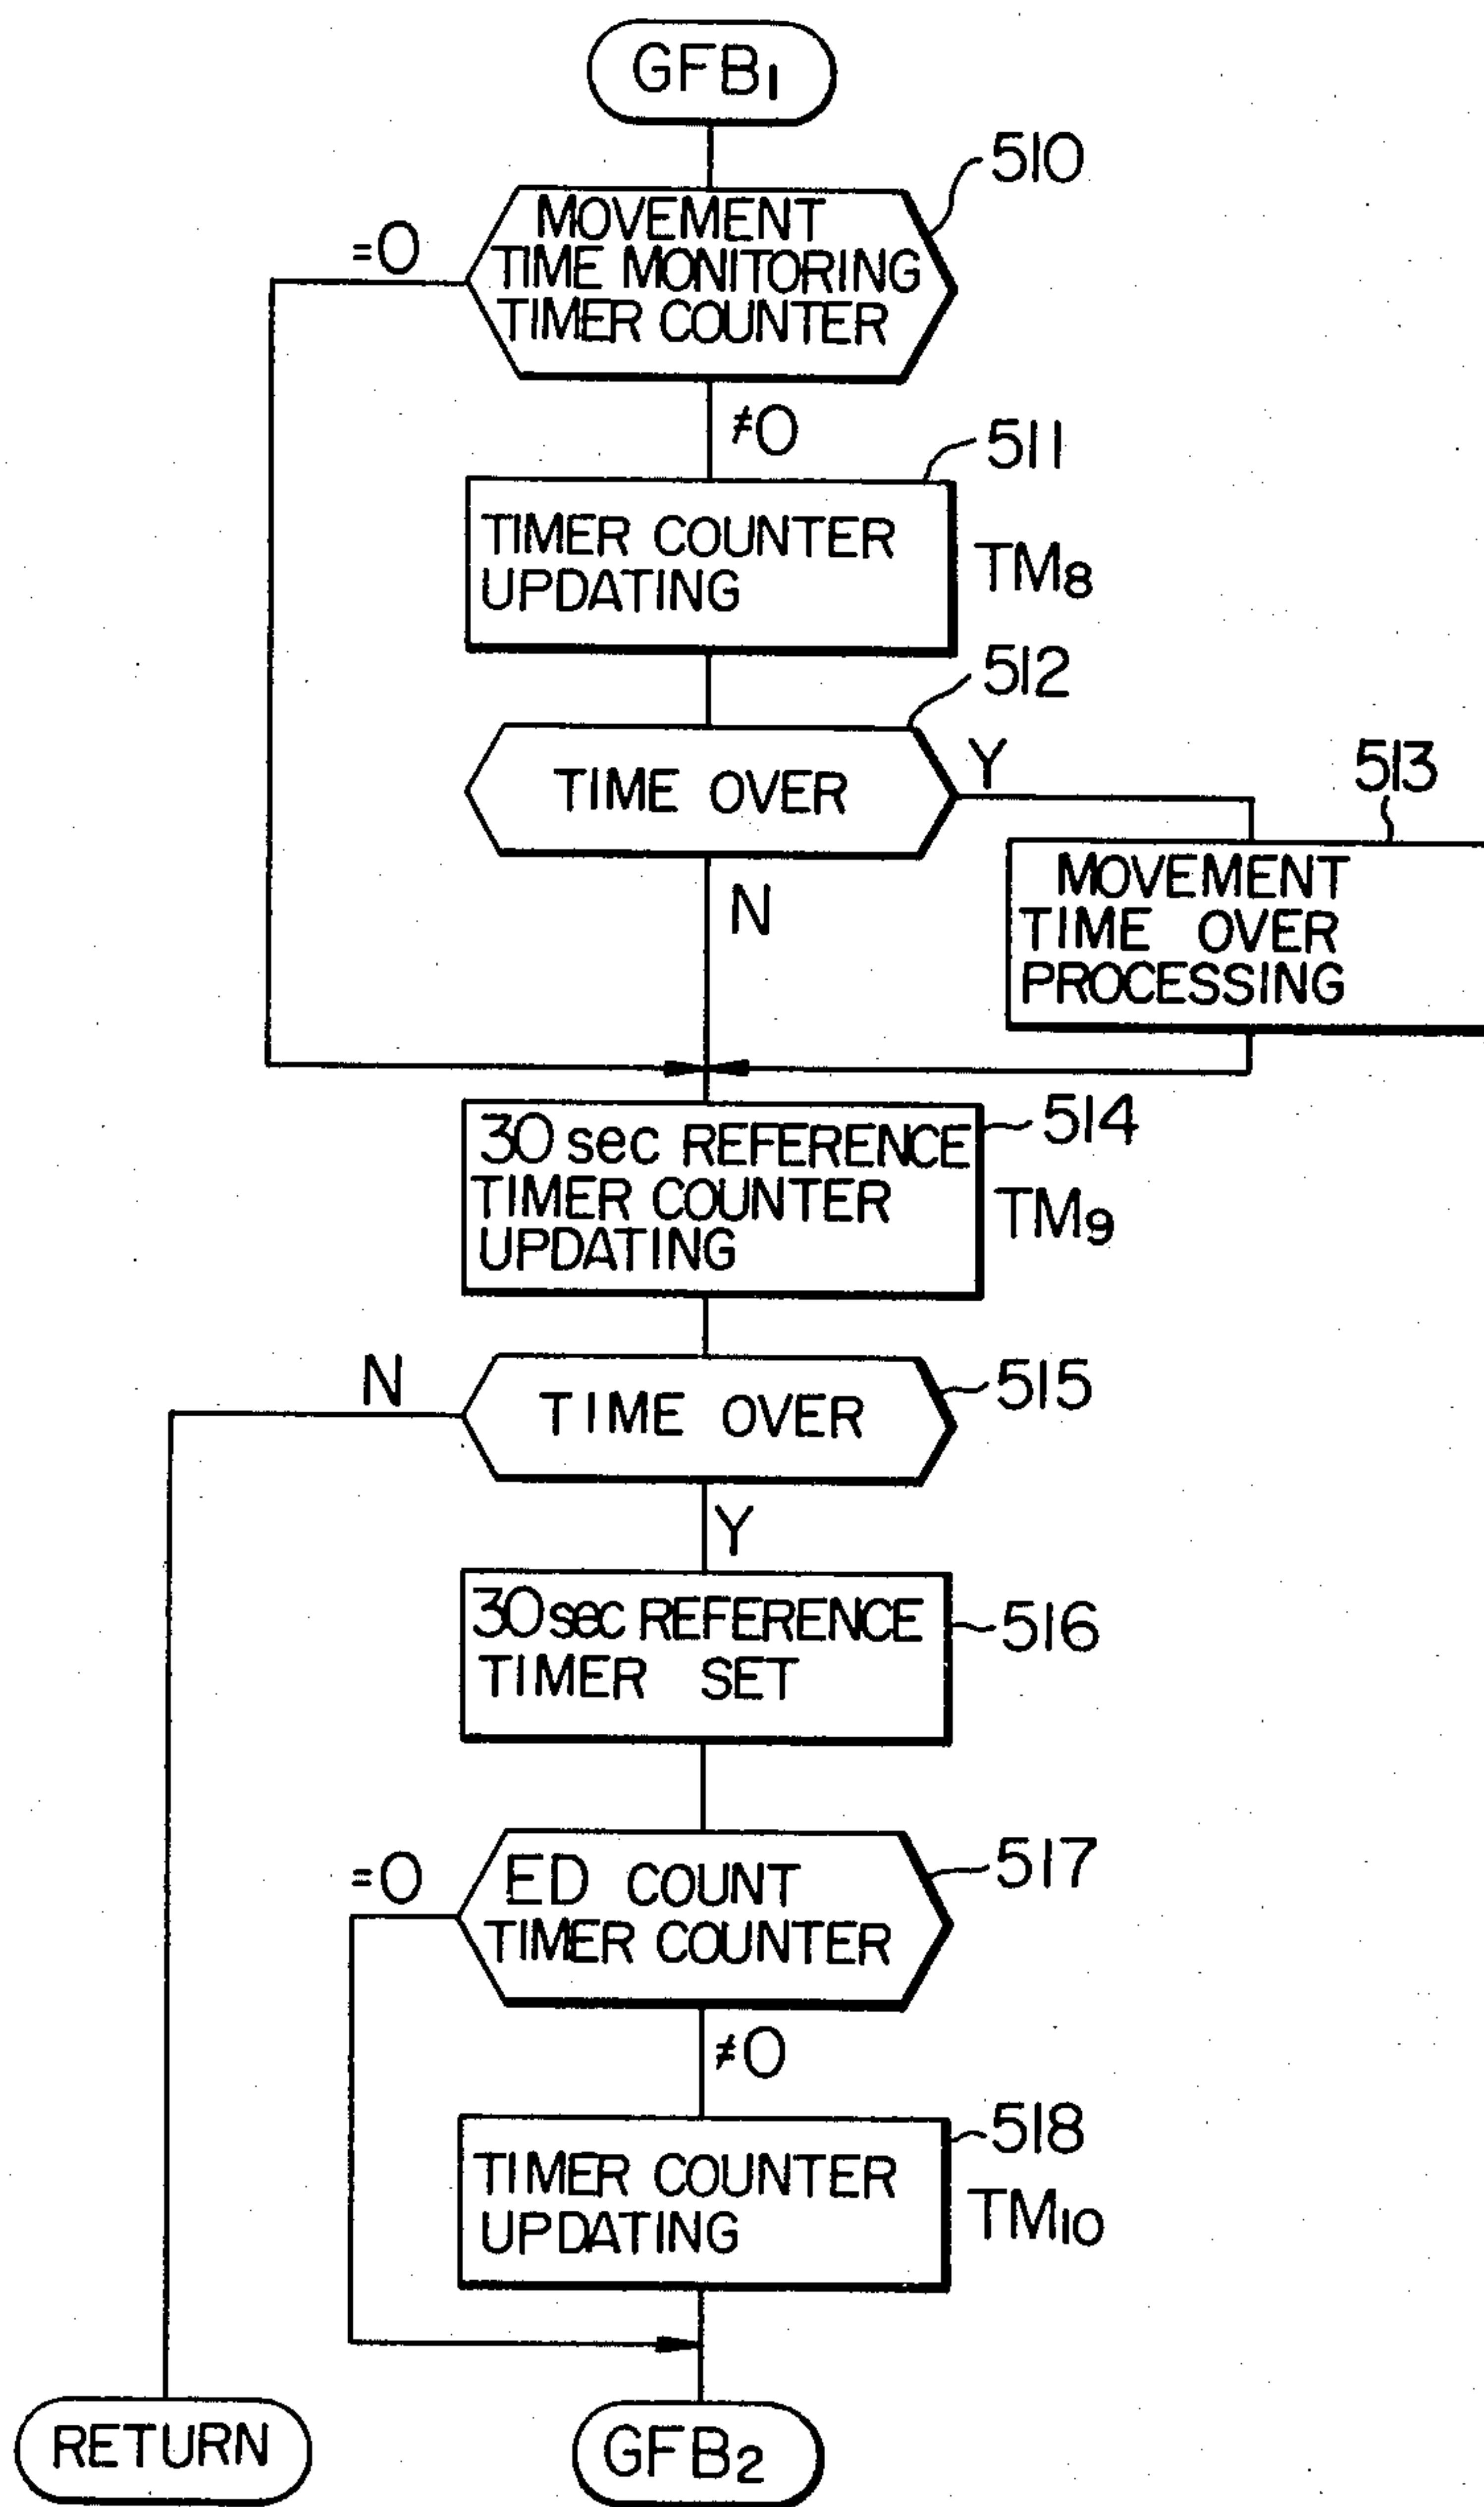 GFB1
510
MOVEMENT
=0
TIME MONITORING
TIMER COUNTER
≠0
511
TIMER COUNTER
UPDATING
TM8
512
TIME OVER
Y
513
N
MOVEMENT
TIME OVER
PROCESSING
514
30 sec REFERENCE
TIMER COUNTER
UPDATING
TM9
N
TIME OVER
515
Y
30 sec REFERENCE
TIMER SET
516
=0
ED COUNT
TIMER COUNTER
517
≠0
518
TIMER COUNTER
UPDATING
TM10
RETURN
GFB2